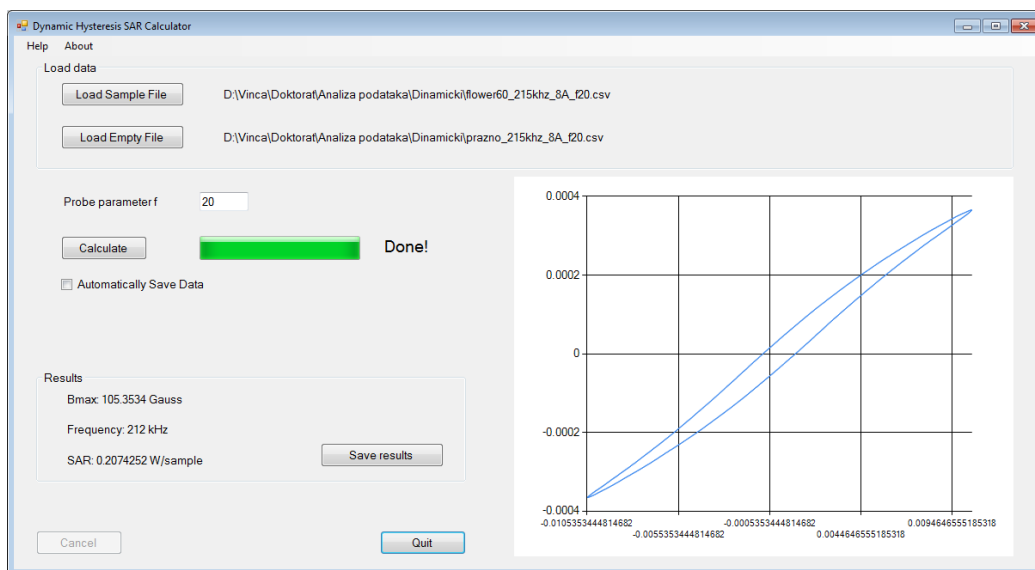 Dynamic Hysteresis SAR Calculator
Help About
Load data
Load Sample File D:\Vinca\Doktorat\Analiza podataka\Dinamicki\flower60_215khz_8A_f20.csv
Load Empty File D:\Vinca\Doktorat\Analiza podataka\Dinamicki\prazno_215khz_8A_f20.csv
Probe parameter f 20
Calculate Done!
Automatically Save Data
Results
Bmax: 105.3534 Gauss
Frequency: 212 kHz
SAR: 0.2074252 W/sample
Save results
Cancel
Quit
0.0004
0.0002
0
-0.0002
-0.0004
-0.0105353444814682 -0.0005353444814682 0.0094646555185318
-0.0055353444814682 0.0044646555185318